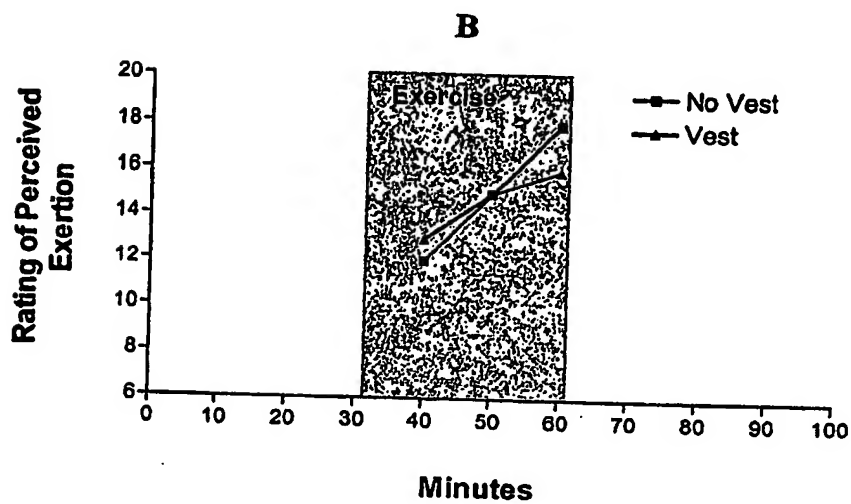 B
Rating of Perceived
Exertion
20
18
16
14
12
10
8
6
Exercise
No Vest
Vest
0 10 20 30 40 50 60 70 80 90 100
Minutes